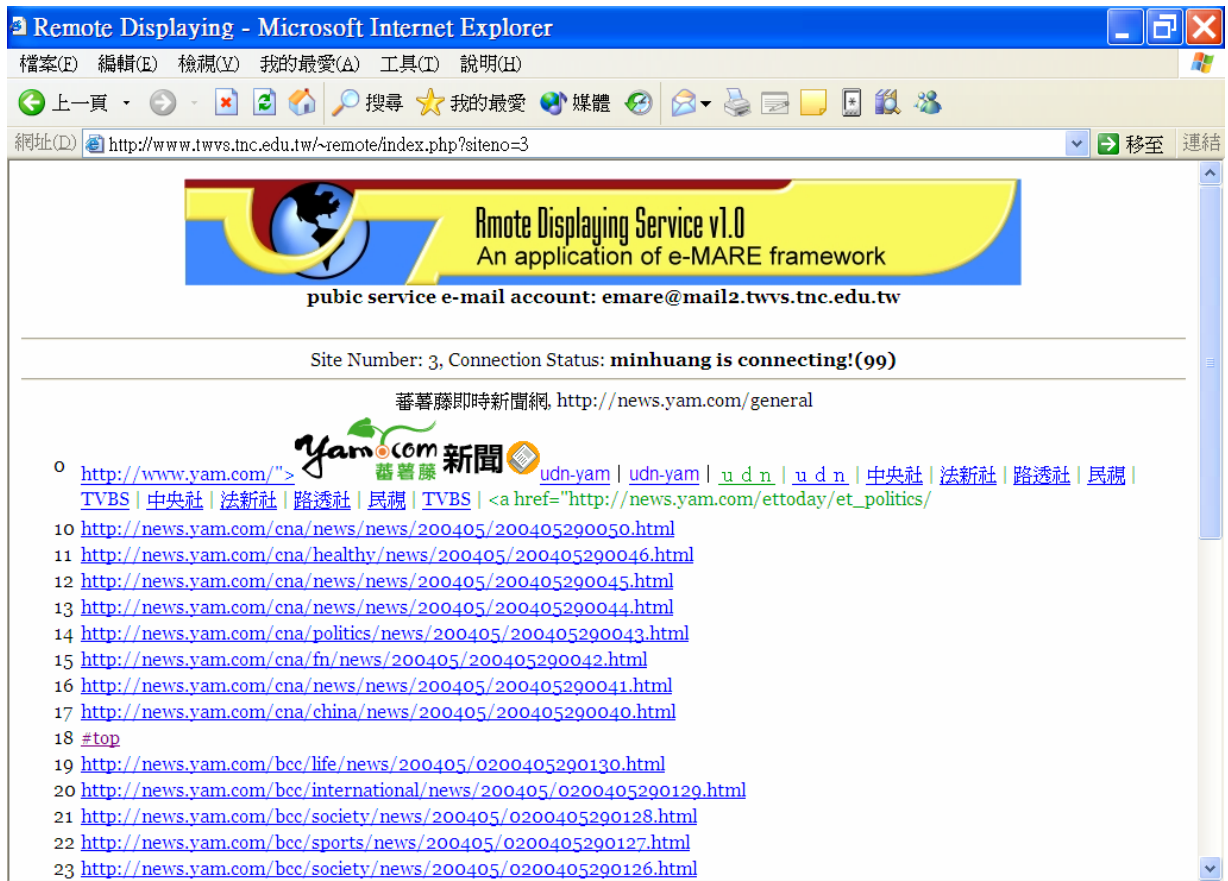 Remote Displaying - Microsoft Internet Explorer
檔案(F) 編輯(E) 檢視(V) 我的最愛(A) 工具(T) 說明(H)
上一頁 搜尋 我的最愛 媒體
網址(D) http://www.twvs.tnc.edu.tw/~remote/index.php?siteno=3 移至 連結
Rmote Displaying Service v1.0
An application of e-MARE framework
pubic service e-mail account: emare@mail2.twvs.tnc.edu.tw
Site Number: 3, Connection Status: minhuang is connecting!(99)
蕃薯藤即時新聞網, http://news.yam.com/general
0 http://www.yam.com/"> Yam.com 蕃薯藤 新聞 udn-yam | udn-yam | u d n | u d n | 中央社 | 法新社 | 路透社 | 民視 |
TVBS | 中央社 | 法新社 | 路透社 | 民視 | TVBS | <a href="http://news.yam.com/ettoday/et_politics/
10 http://news.yam.com/cna/news/news/200405/200405290050.html
11 http://news.yam.com/cna/healthy/news/200405/200405290046.html
12 http://news.yam.com/cna/news/news/200405/200405290045.html
13 http://news.yam.com/cna/news/news/200405/200405290044.html
14 http://news.yam.com/cna/politics/news/200405/200405290043.html
15 http://news.yam.com/cna/fn/news/200405/200405290042.html
16 http://news.yam.com/cna/news/news/200405/200405290041.html
17 http://news.yam.com/cna/china/news/200405/200405290040.html
18 #top
19 http://news.yam.com/bcc/life/news/200405/0200405290130.html
20 http://news.yam.com/bcc/international/news/200405/0200405290129.html
21 http://news.yam.com/bcc/society/news/200405/0200405290128.html
22 http://news.yam.com/bcc/sports/news/200405/0200405290127.html
23 http://news.yam.com/bcc/society/news/200405/0200405290126.html